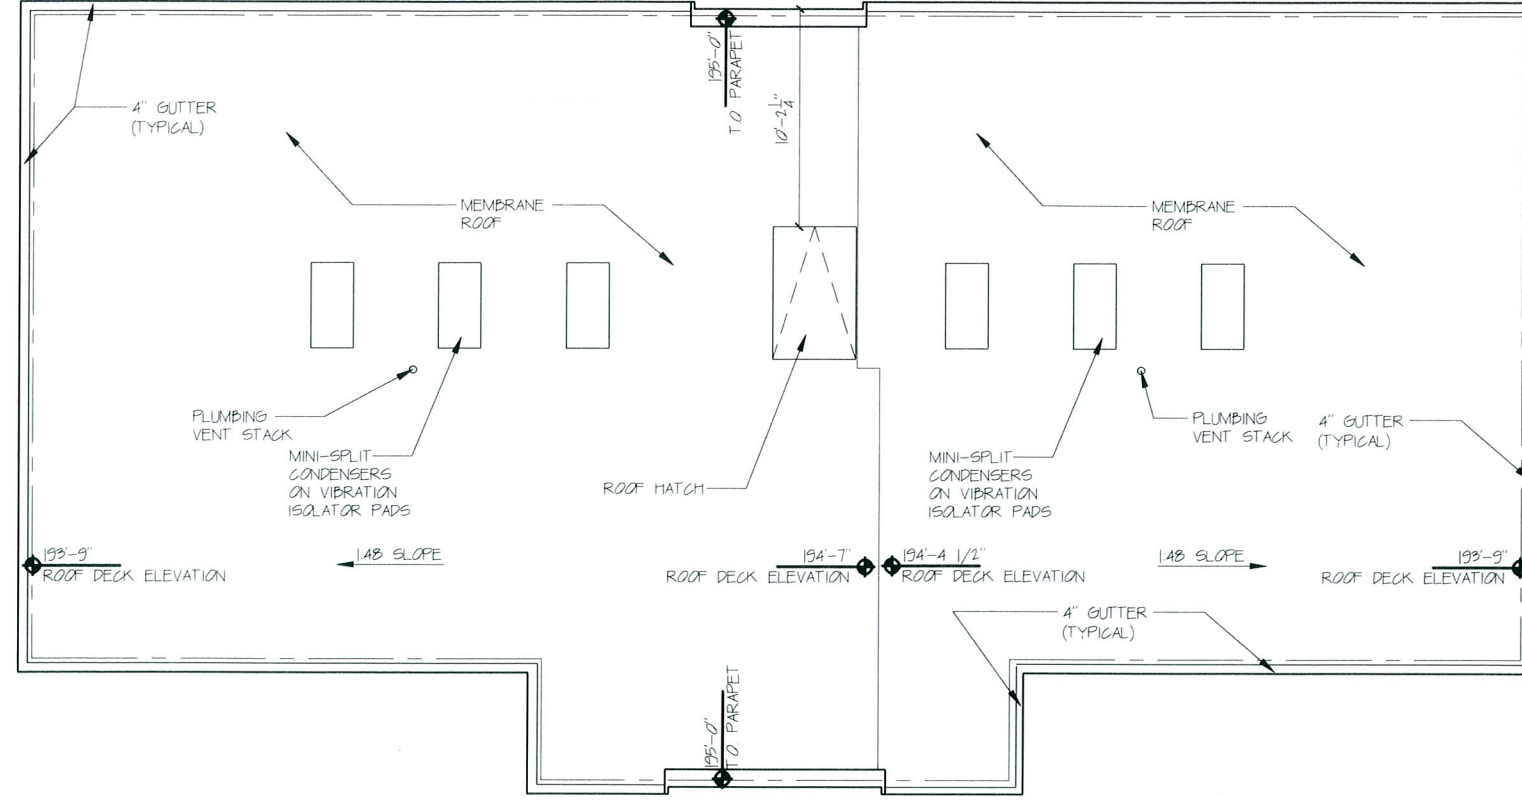 195'-0"
TO PARAPET
4" GUTTER
(TYPICAL)
10'-2 1/4"
MEMBRANE
ROOF
MEMBRANE
ROOF
PLUMBING
VENT STACK
MINI-SPLIT
CONDENSERS
ON VIBRATION
ISOLATOR PADS
ROOF HATCH
MINI-SPLIT
CONDENSERS
ON VIBRATION
ISOLATOR PADS
PLUMBING
VENT STACK
4" GUTTER
(TYPICAL)
193'-9"
ROOF DECK ELEVATION
1:48 SLOPE
194'-7"
ROOF DECK ELEVATION
194'-4 1/2"
ROOF DECK ELEVATION
1:48 SLOPE
193'-9"
ROOF DECK ELEVATION
4" GUTTER
(TYPICAL)
195'-0"
TO PARAPET